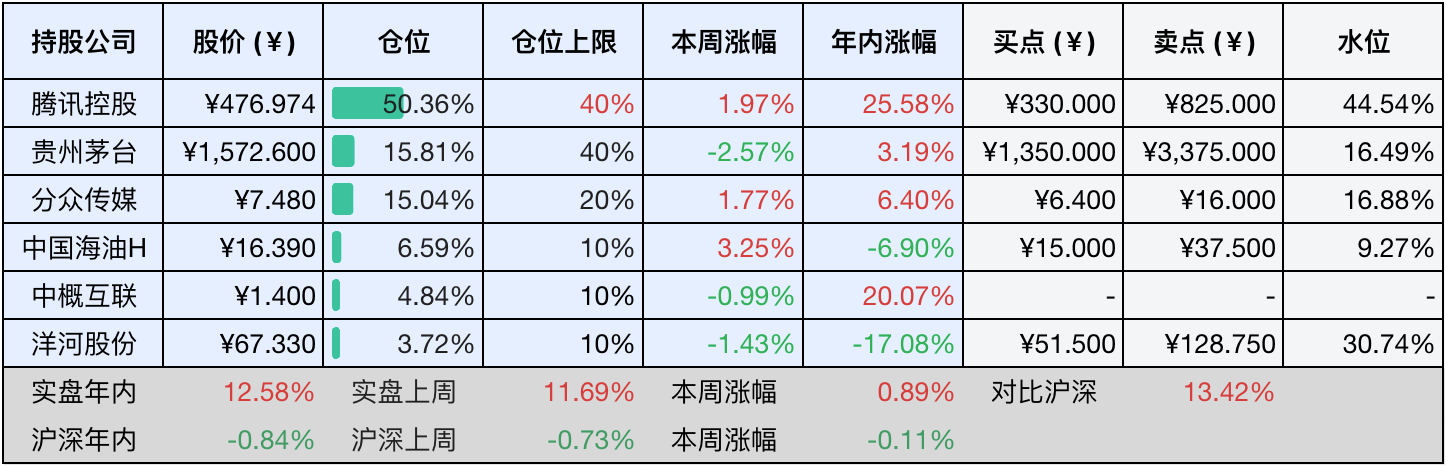 持股公司 股价 (¥) 仓位 仓位上限 本周涨幅 年内涨幅 买点 (¥) 卖点 (¥) 水位
腾讯控股 ¥476.974 50.36% 40% 1.97% 25.58% ¥330.000 ¥825.000 44.54%
贵州茅台 ¥1,572.600 15.81% 40% -2.57% 3.19% ¥1,350.000 ¥3,375.000 16.49%
分众传媒 ¥7.480 15.04% 20% 1.77% 6.40% ¥6.400 ¥16.000 16.88%
中国海油H ¥16.390 6.59% 10% 3.25% -6.90% ¥15.000 ¥37.500 9.27%
中概互联 ¥1.400 4.84% 10% -0.99% 20.07% - - -
洋河股份 ¥67.330 3.72% 10% -1.43% -17.08% ¥51.500 ¥128.750 30.74%
实盘年内 12.58% 实盘上周 11.69% 本周涨幅 0.89% 对比沪深 13.42%
沪深年内 -0.84% 沪深上周 -0.73% 本周涨幅 -0.11%